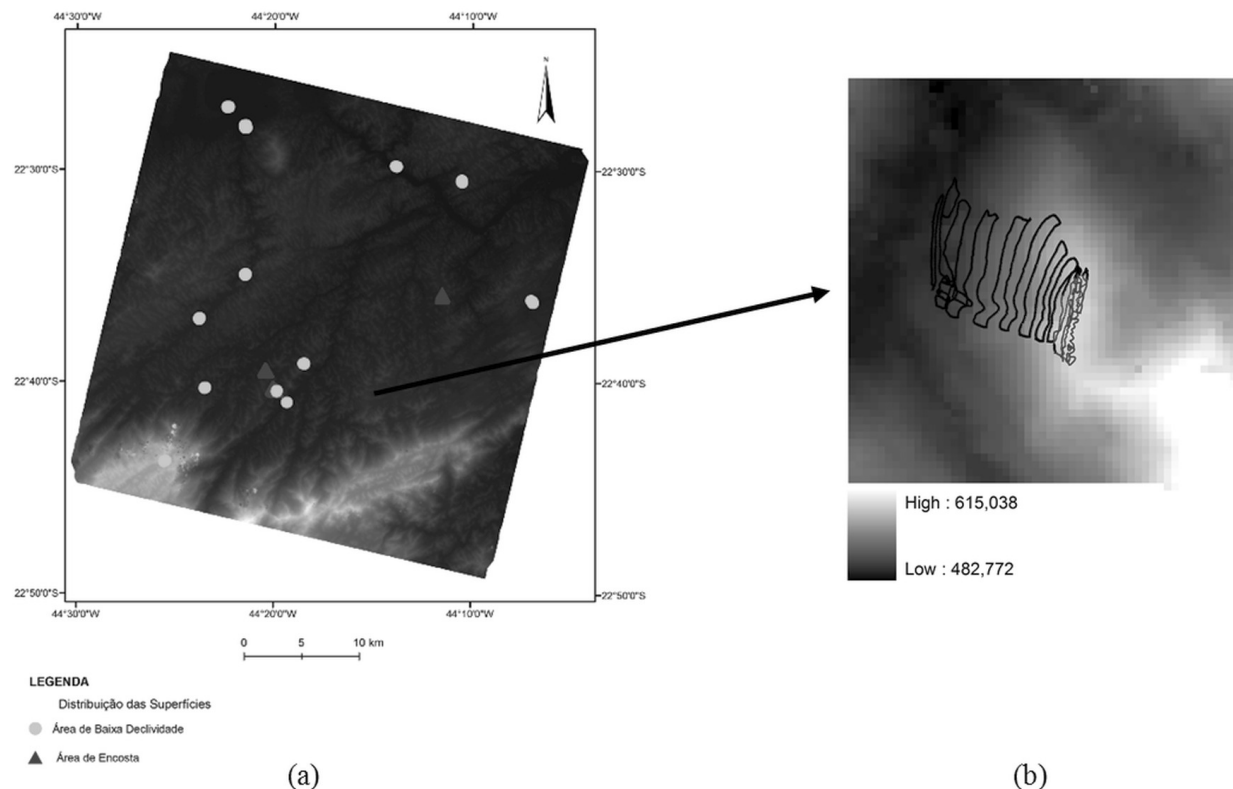 44°30'0"W 44°20'0"W 44°10'0"W
N
22°30'0"S 22°30'0"S
22°40'0"S 22°40'0"S
22°50'0"S 22°50'0"S
44°30'0"W 44°20'0"W 44°10'0"W
0 5 10 km
LEGENDA
Distribuição das Superfícies
Área de Baixa Declividade
Área de Encosta
(a)
High : 615,038
Low : 482,772
(b)